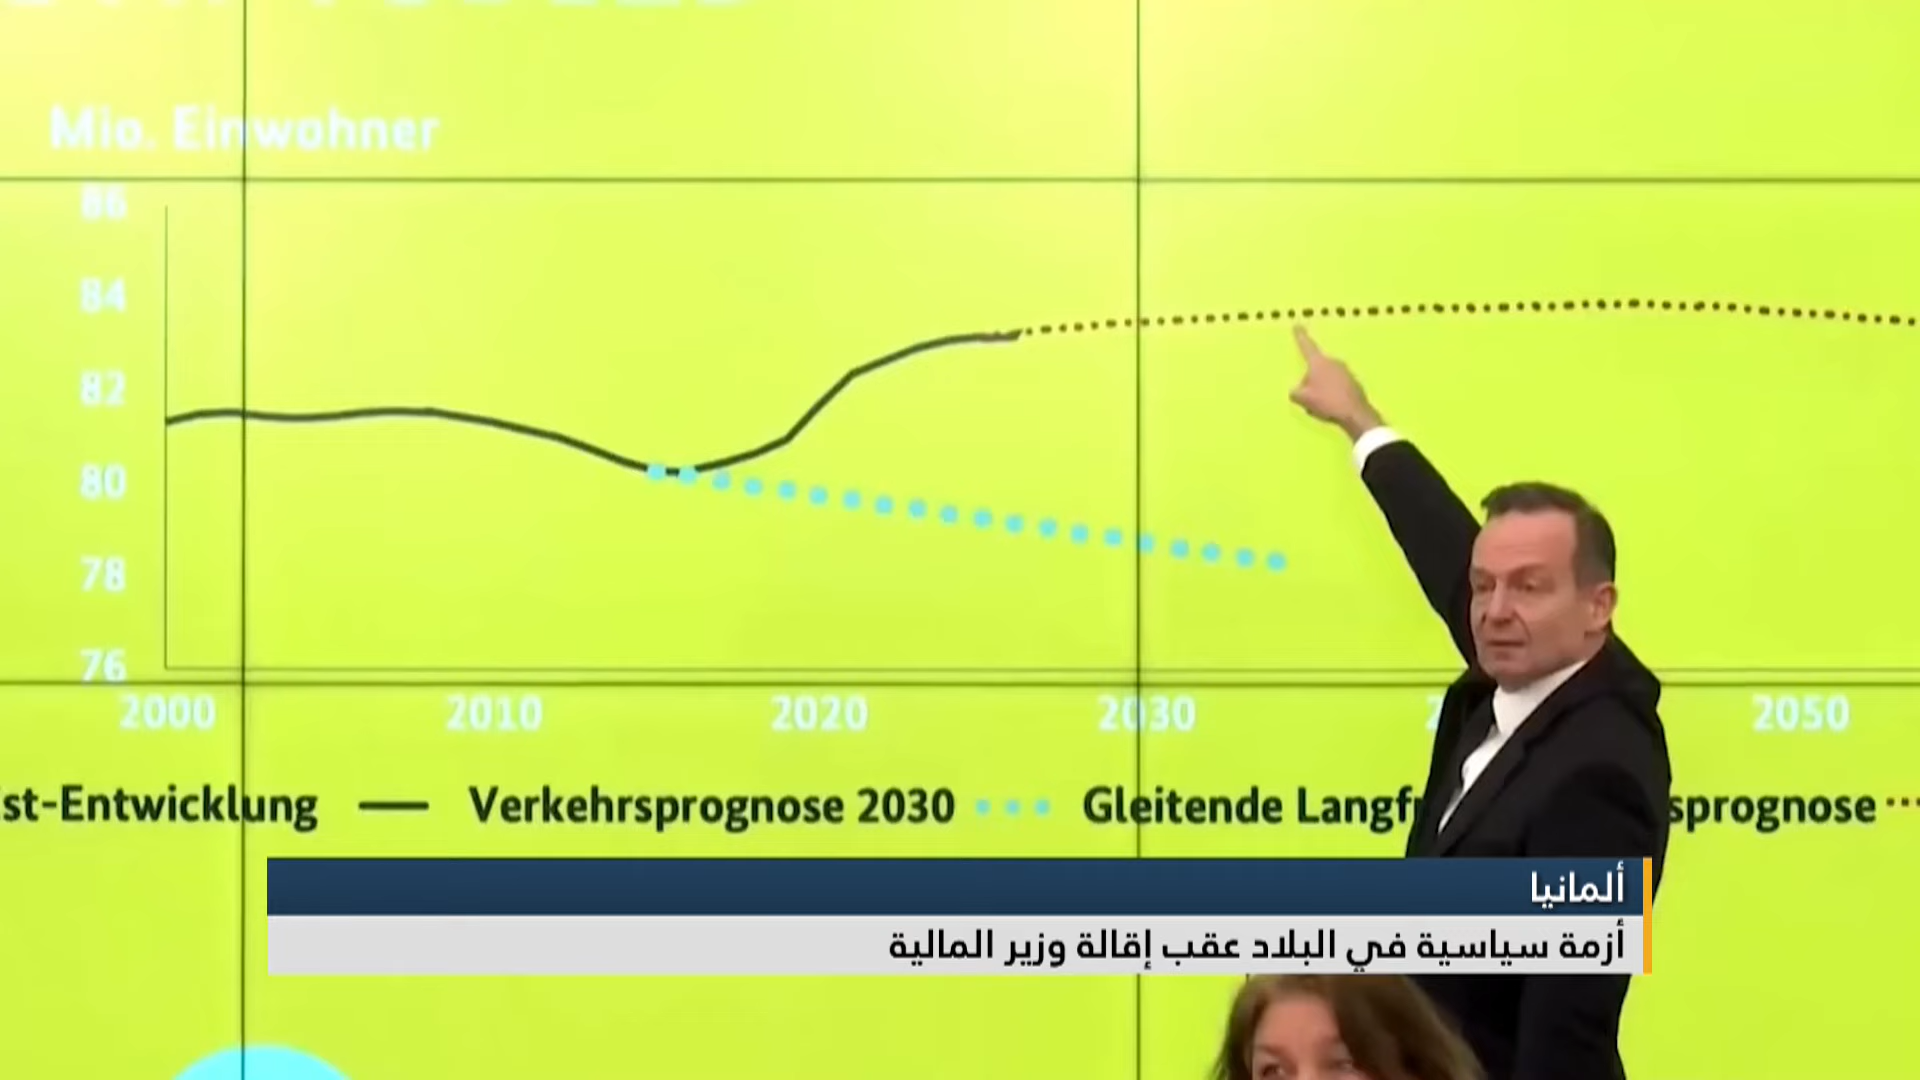 Mio. Einwohner
86
84
82
80
78
76
2000 2010 2020 2030 2050
st-Entwicklung Verkehrsprognose 2030 Gleitende sprognose
ألمانيا
أزمة سياسية في البلاد عقب إقالة وزير المالية